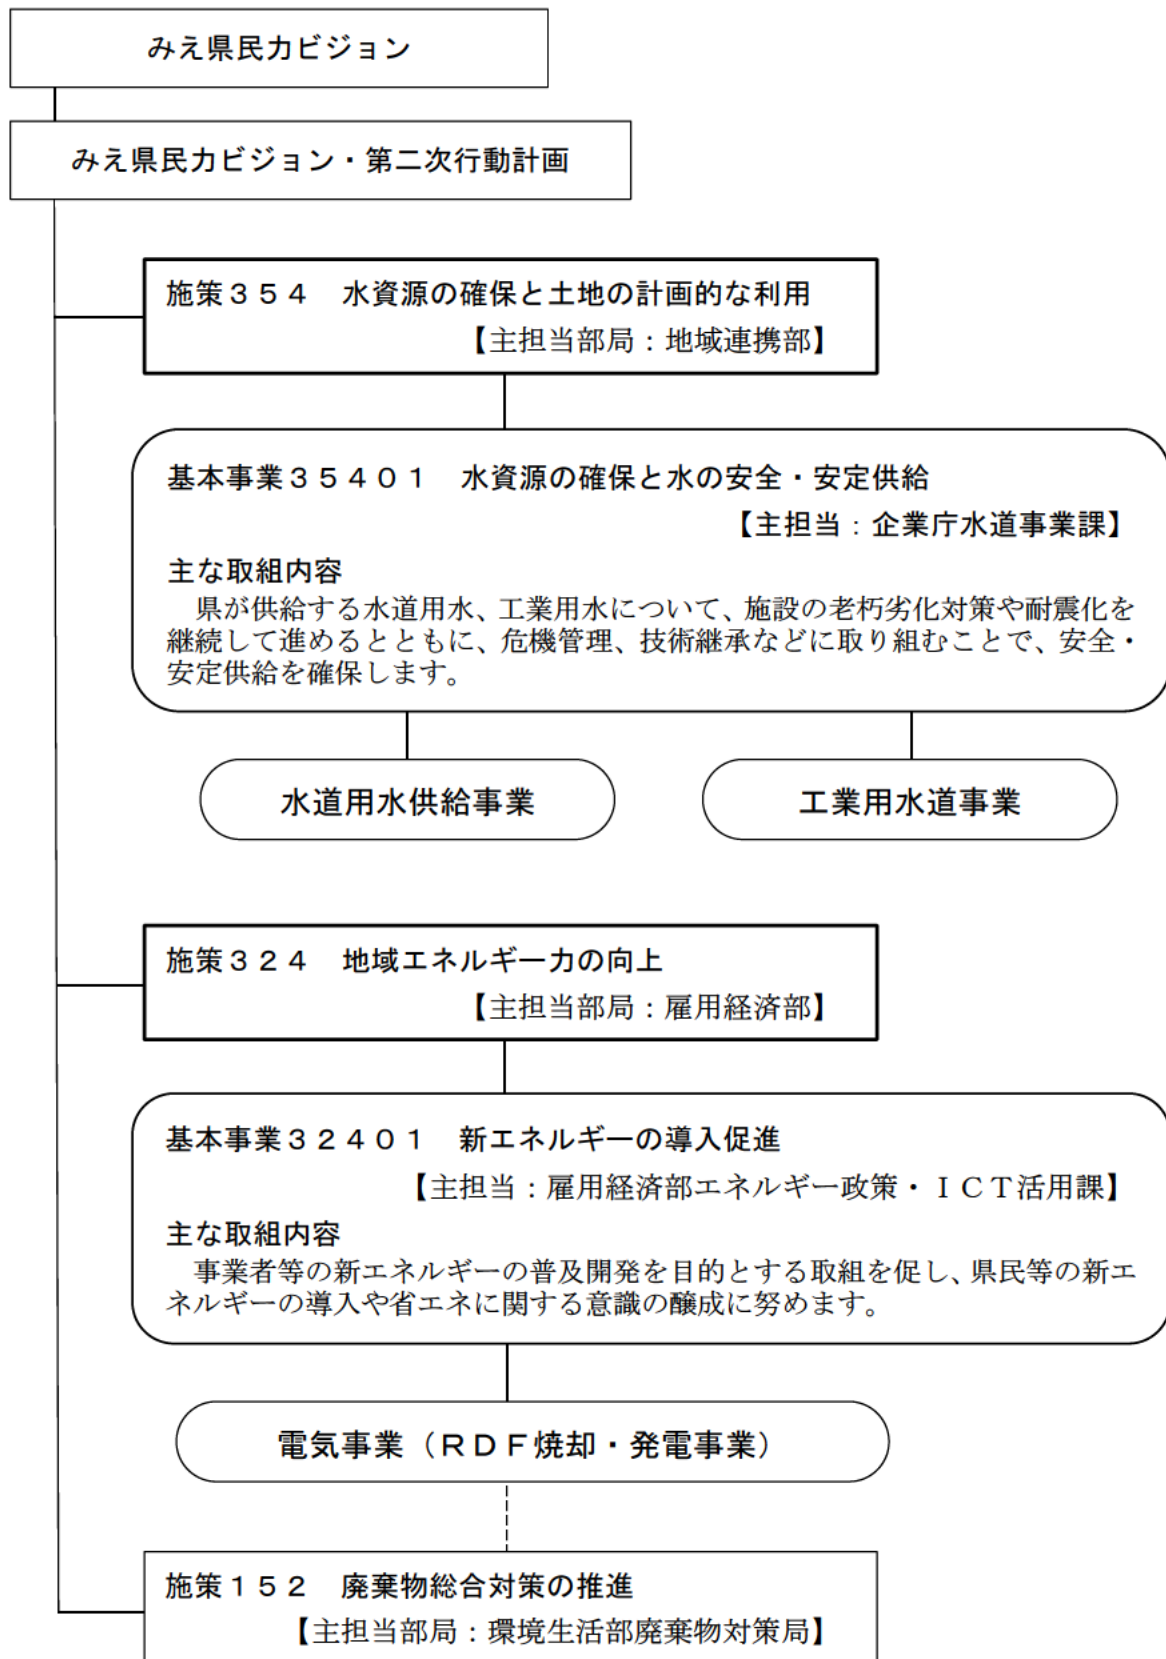 みえ県民力ビジョン
みえ県民力ビジョン・第二次行動計画
施策３５４　水資源の確保と土地の計画的な利用
【主担当部局：地域連携部】
基本事業３５４０１　水資源の確保と水の安全・安定供給
【主担当：企業庁水道事業課】
主な取組内容
　県が供給する水道用水、工業用水について、施設の老朽劣化対策や耐震化を
継続して進めるとともに、危機管理、技術継承などに取り組むことで、安全・
安定供給を確保します。
水道用水供給事業
工業用水道事業
施策３２４　地域エネルギー力の向上
【主担当部局：雇用経済部】
基本事業３２４０１　新エネルギーの導入促進
【主担当：雇用経済部エネルギー政策・ＩＣＴ活用課】
主な取組内容
　事業者等の新エネルギーの普及開発を目的とする取組を促し、県民等の新エ
ネルギーの導入や省エネに関する意識の醸成に努めます。
電気事業（ＲＤＦ焼却・発電事業）
施策１５２　廃棄物総合対策の推進
【主担当部局：環境生活部廃棄物対策局】